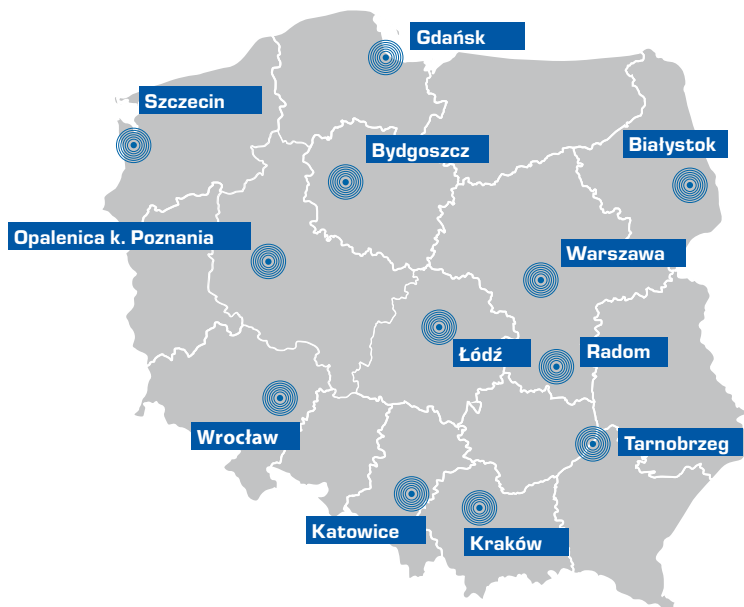 Gdańsk
Szczecin
Bydgoszcz
Białystok
Opalenica k. Poznania
Warszawa
Łódź
Radom
Wrocław
Tarnobrzeg
Katowice
Kraków